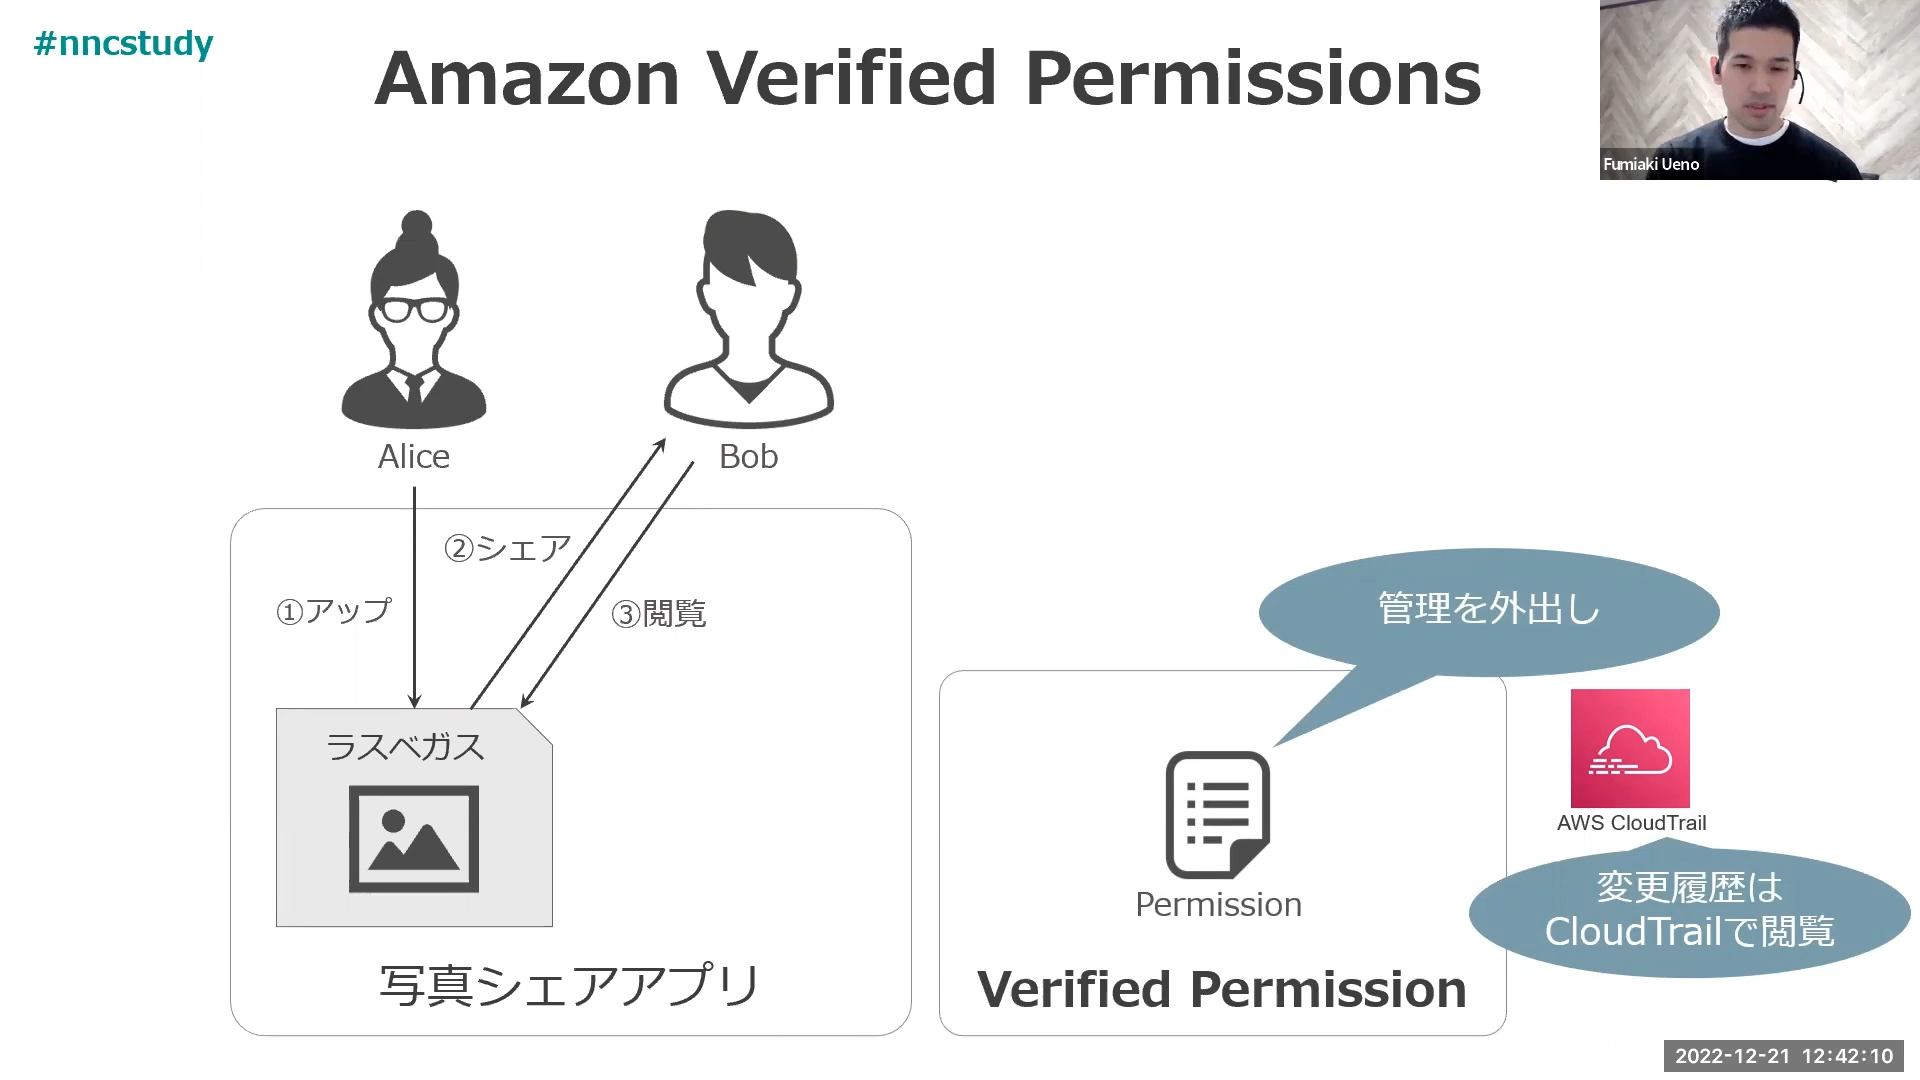 #nncstudy
Amazon Verified Permissions
Fumiaki Ueno
Alice
Bob
②シェア
①アップ
③閲覧
管理を外出し
ラスベガス
AWS CloudTrail
変更履歴は
CloudTrailで閲覧
Permission
写真シェアアプリ
Verified Permission
2022-12-21 12:42:10